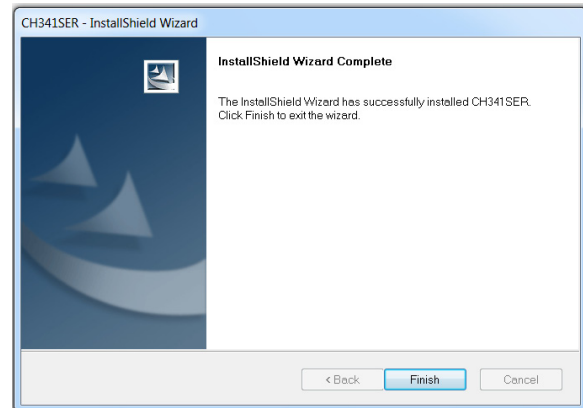 CH341SER - InstallShield Wizard
InstallShield Wizard Complete
The InstallShield Wizard has successfully installed CH341SER.
Click Finish to exit the wizard.
< Back
Finish
Cancel